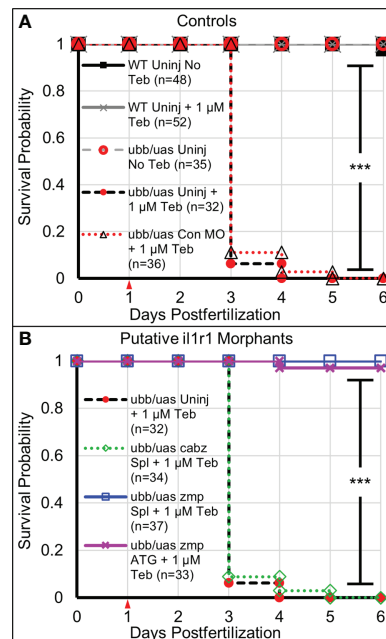 A
Controls
Survival Probability
1
0.8
0.6
0.4
0.2
0
WT Uninj No
Teb (n=48)
WT Uninj + 1 µM
Teb (n=52)
ubb/uas Uninj
No Teb (n=35)
ubb/uas Uninj +
1 µM Teb (n=32)
ubb/uas Con MO
+ 1 µM Teb
(n=36)
***
0 1 2 3 4 5 6
Days Postfertilization
B
Putative il1r1 Morphants
Survival Probability
1
0.8
0.6
0.4
0.2
0
ubb/uas Uninj
+ 1 µM Teb
(n=32)
ubb/uas cabz
Spl + 1 µM Teb
(n=34)
ubb/uas zmp
Spl + 1 µM Teb
(n=37)
ubb/uas zmp
ATG + 1 µM
Teb (n=33)
***
0 1 2 3 4 5 6
Days Postfertilization